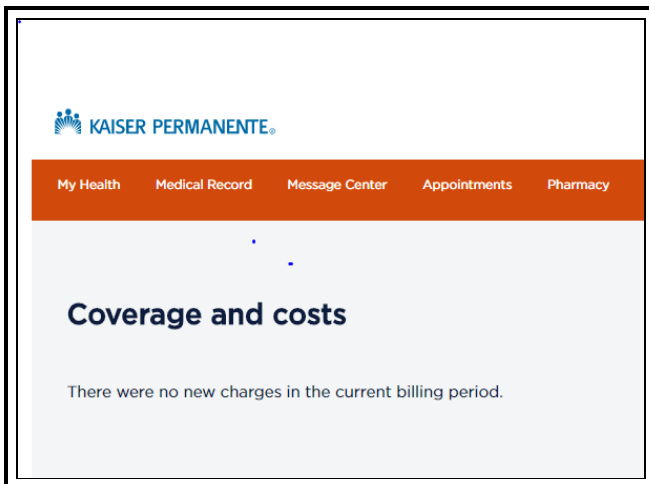 KAISER PERMANENTE®
My Health Medical Record Message Center Appointments Pharmacy
Coverage and costs
There were no new charges in the current billing period.